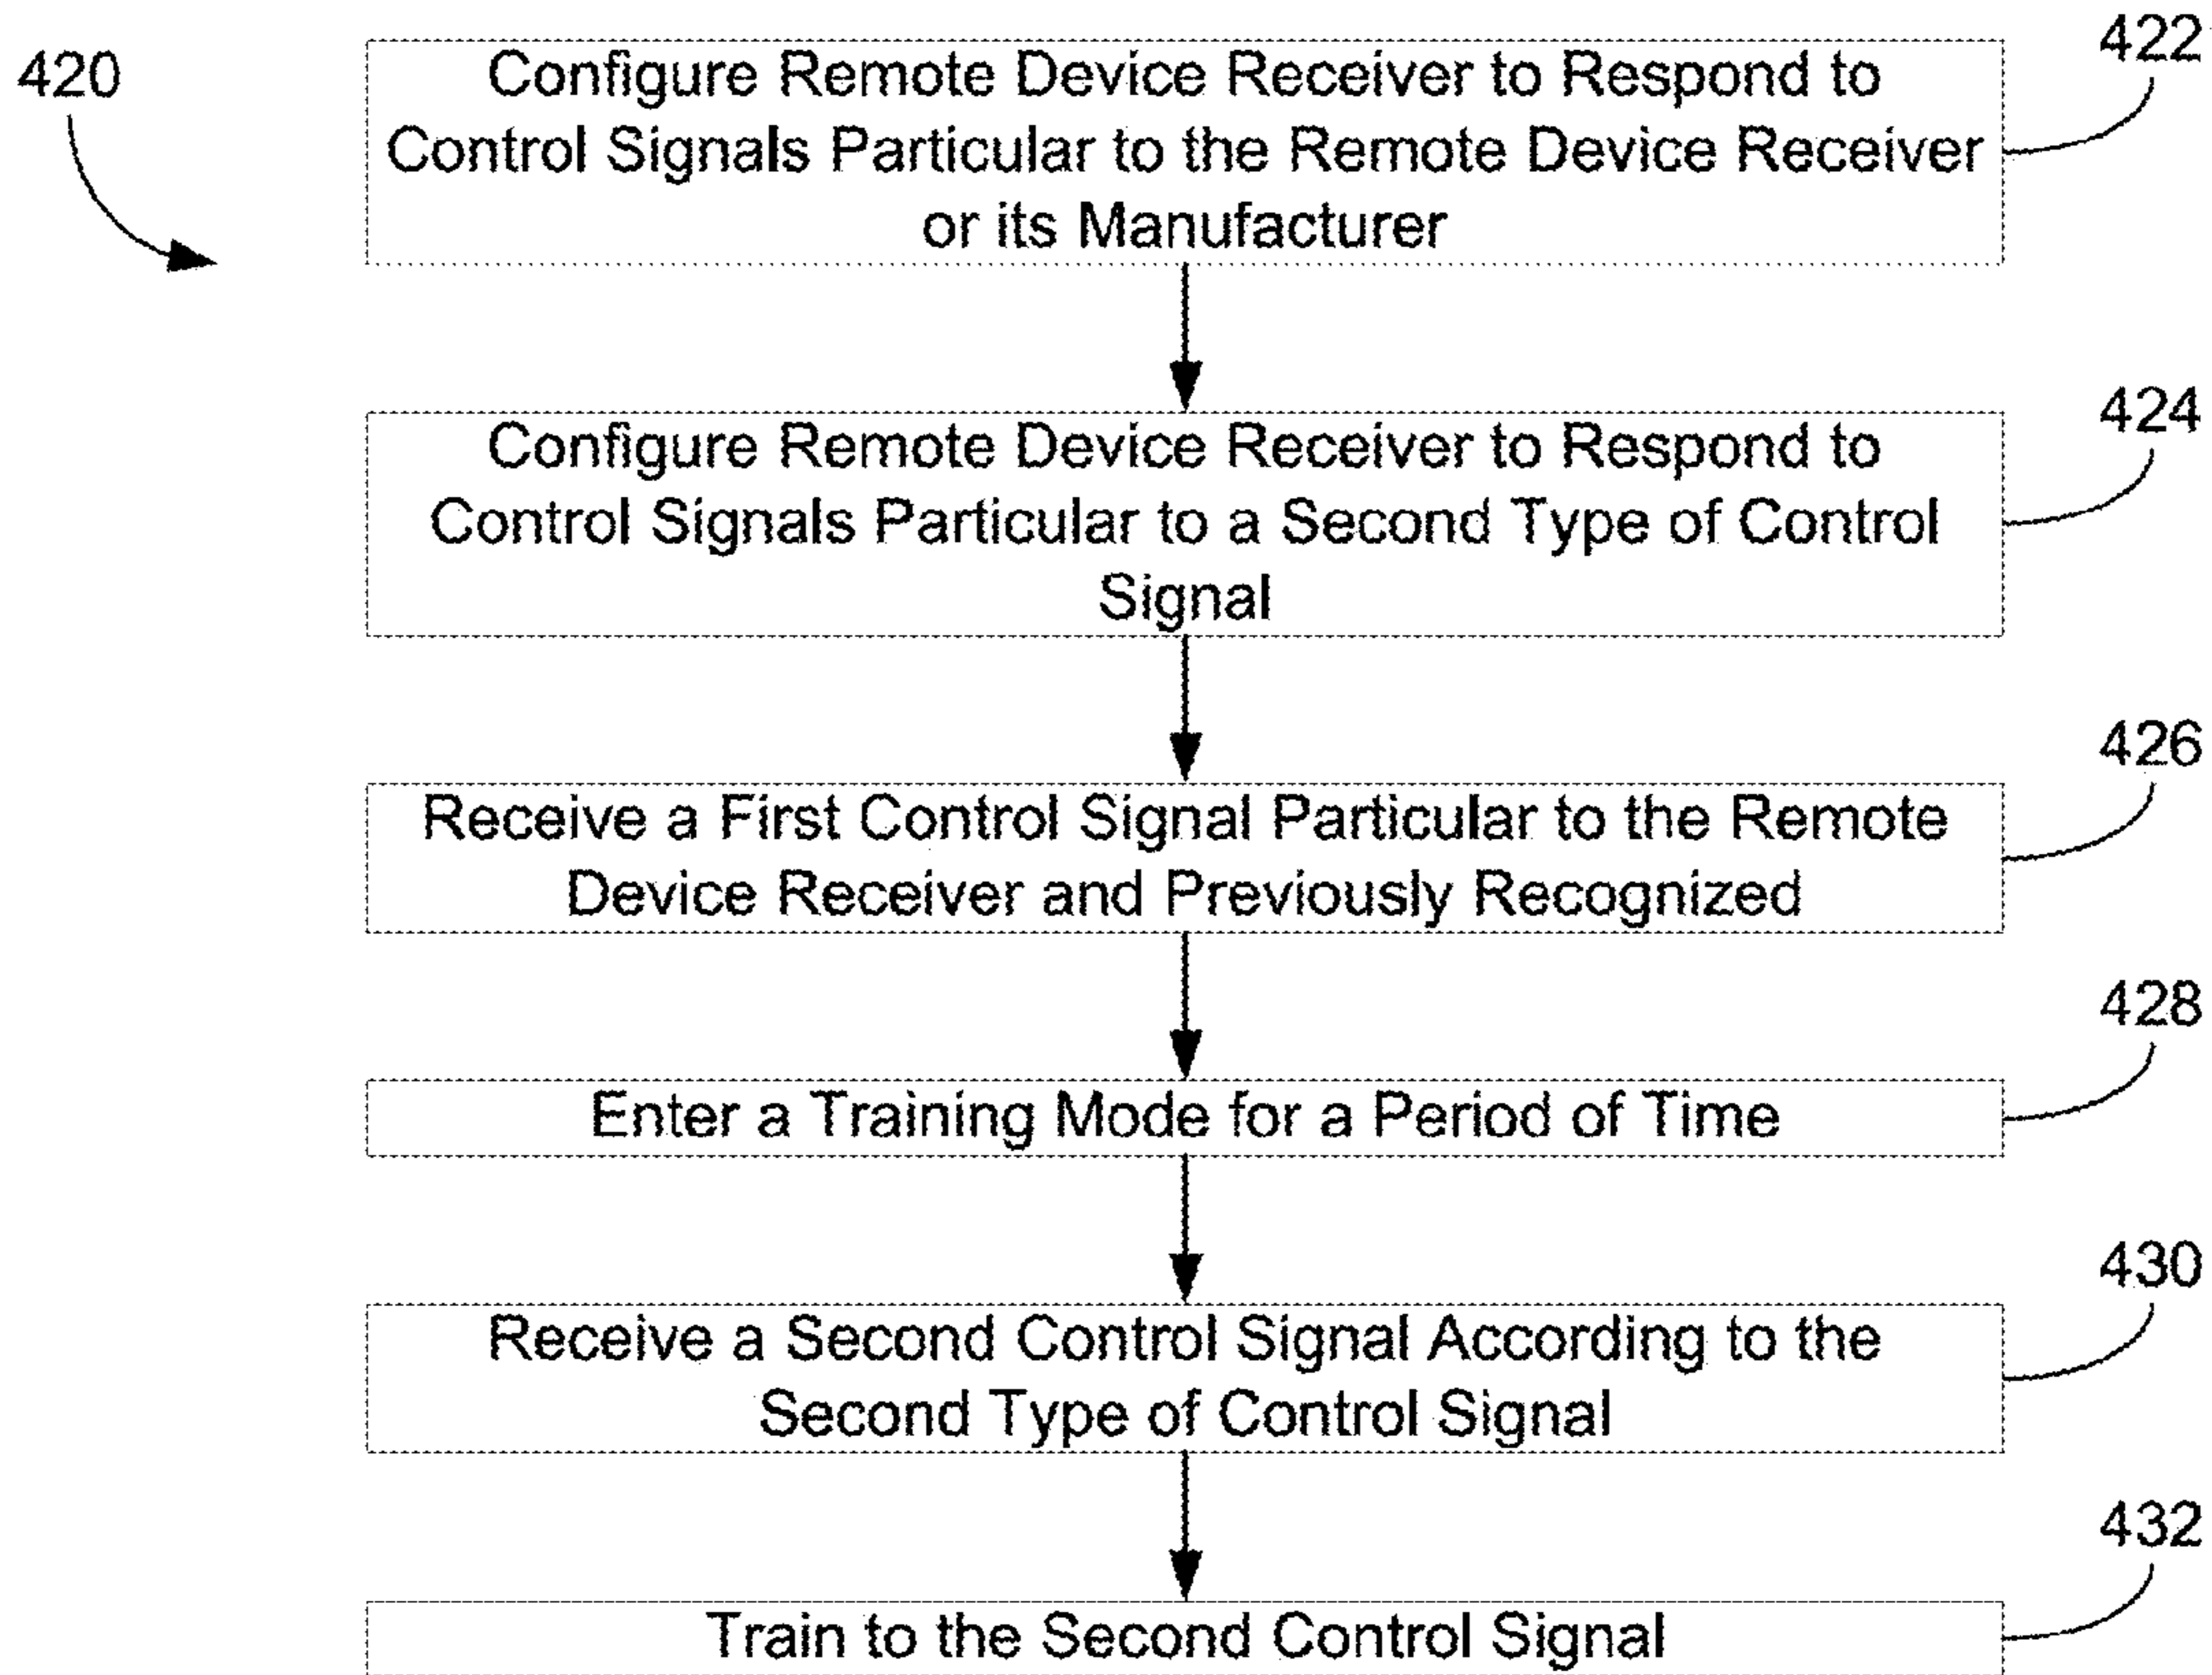 420
422
Configure Remote Device Receiver to Respond to
Control Signals Particular to the Remote Device Receiver
or its Manufacturer
424
Configure Remote Device Receiver to Respond to
Control Signals Particular to a Second Type of Control
Signal
426
Receive a First Control Signal Particular to the Remote
Device Receiver and Previously Recognized
428
Enter a Training Mode for a Period of Time
430
Receive a Second Control Signal According to the
Second Type of Control Signal
432
Train to the Second Control Signal